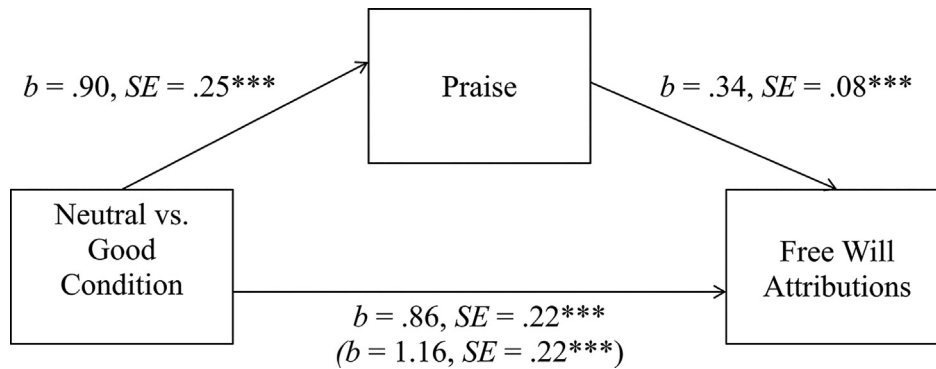 b = .90, SE = .25***
Praise
b = .34, SE = .08***
Neutral vs.
Good
Condition
Free Will
Attributions
b = .86, SE = .22***
(b = 1.16, SE = .22***)